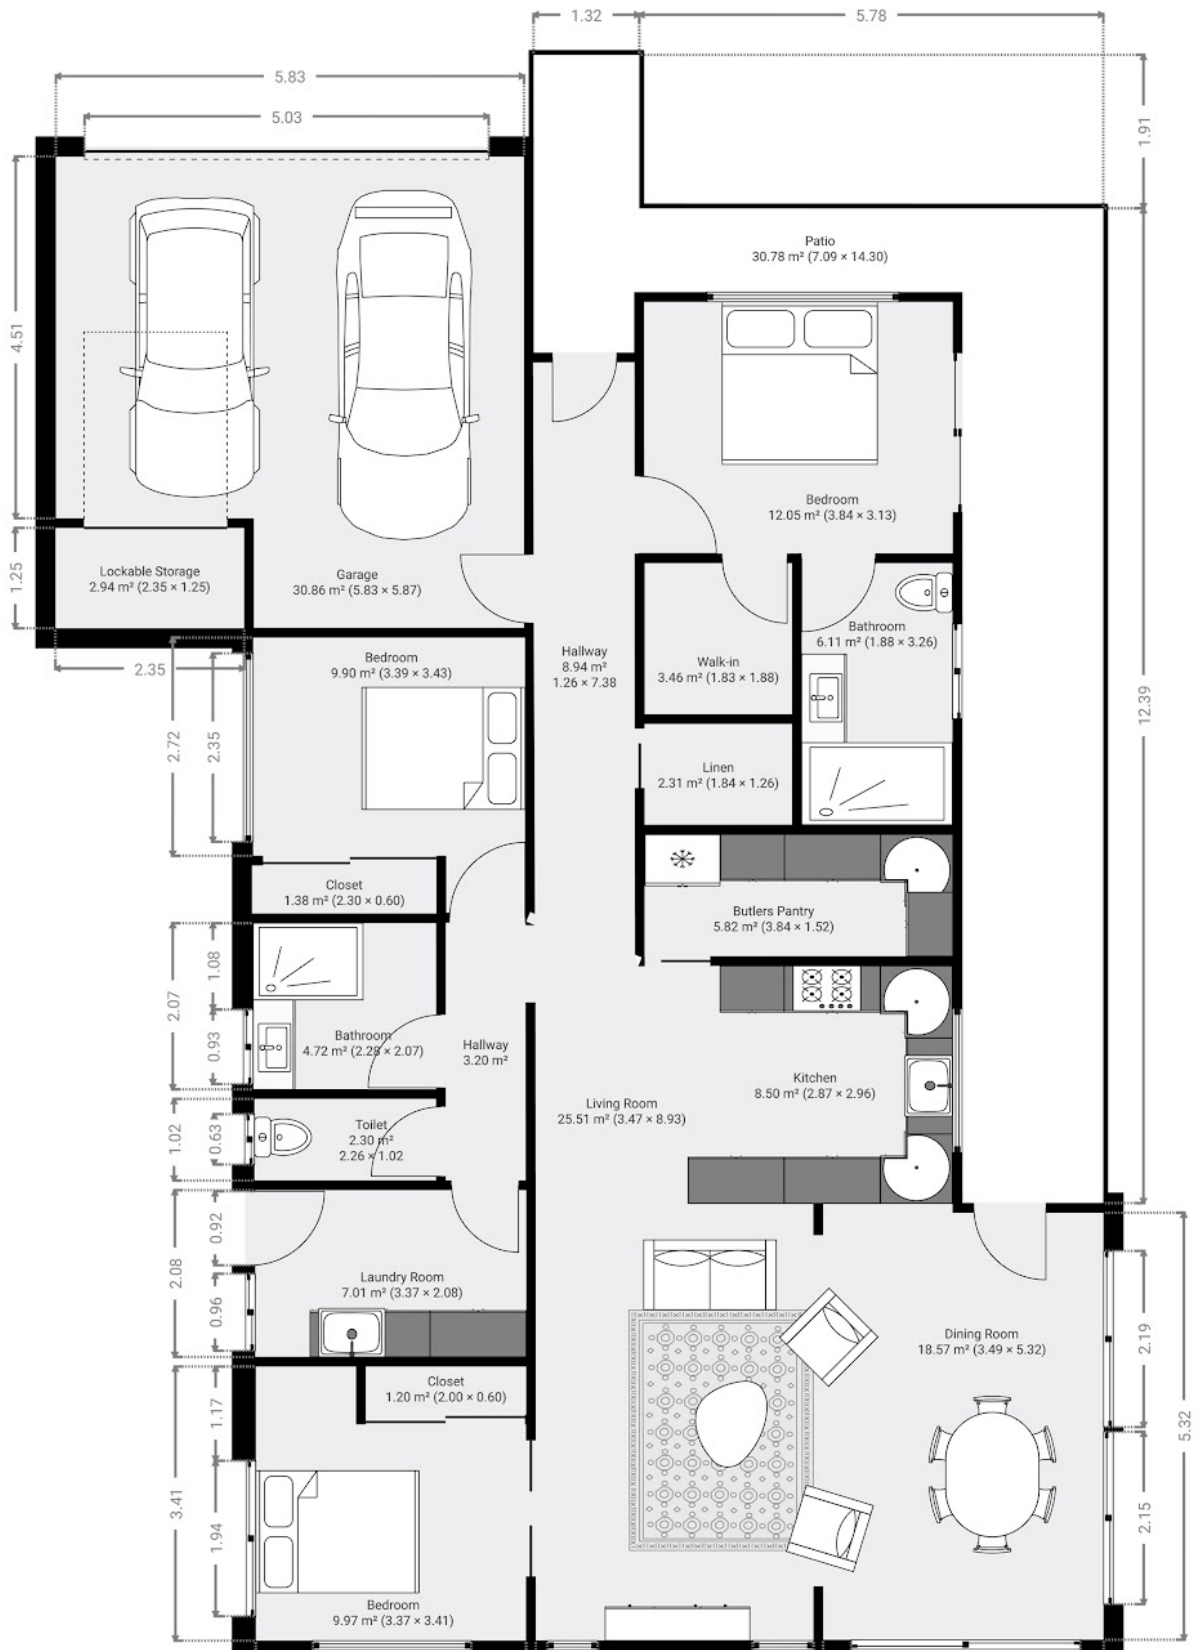 1.32
5.78
5.83
5.03
1.91
4.51
Patio
30.78 m² (7.09 × 14.30)
Bedroom
12.05 m² (3.84 × 3.13)
1.25
Lockable Storage
2.94 m² (2.35 × 1.25)
Garage
30.86 m² (5.83 × 5.87)
2.35
Bedroom
9.90 m² (3.39 × 3.43)
Hallway
8.94 m²
1.26 × 7.38
Walk-in
3.46 m² (1.83 × 1.88)
Bathroom
6.11 m² (1.88 × 3.26)
12.39
2.72
2.35
Linen
2.31 m² (1.84 × 1.26)
Closet
1.38 m² (2.30 × 0.60)
Butlers Pantry
5.82 m² (3.84 × 1.52)
2.07
1.08
0.93
Bathroom
4.72 m² (2.28 × 2.07)
Hallway
3.20 m²
Kitchen
8.50 m² (2.87 × 2.96)
Living Room
25.51 m² (3.47 × 8.93)
1.02
0.63
Toilet
2.30 m²
2.26 × 1.02
2.08
0.92
0.96
Laundry Room
7.01 m² (3.37 × 2.08)
Dining Room
18.57 m² (3.49 × 5.32)
2.19
5.32
2.15
Closet
1.20 m² (2.00 × 0.60)
3.41
1.17
1.94
Bedroom
9.97 m² (3.37 × 3.41)